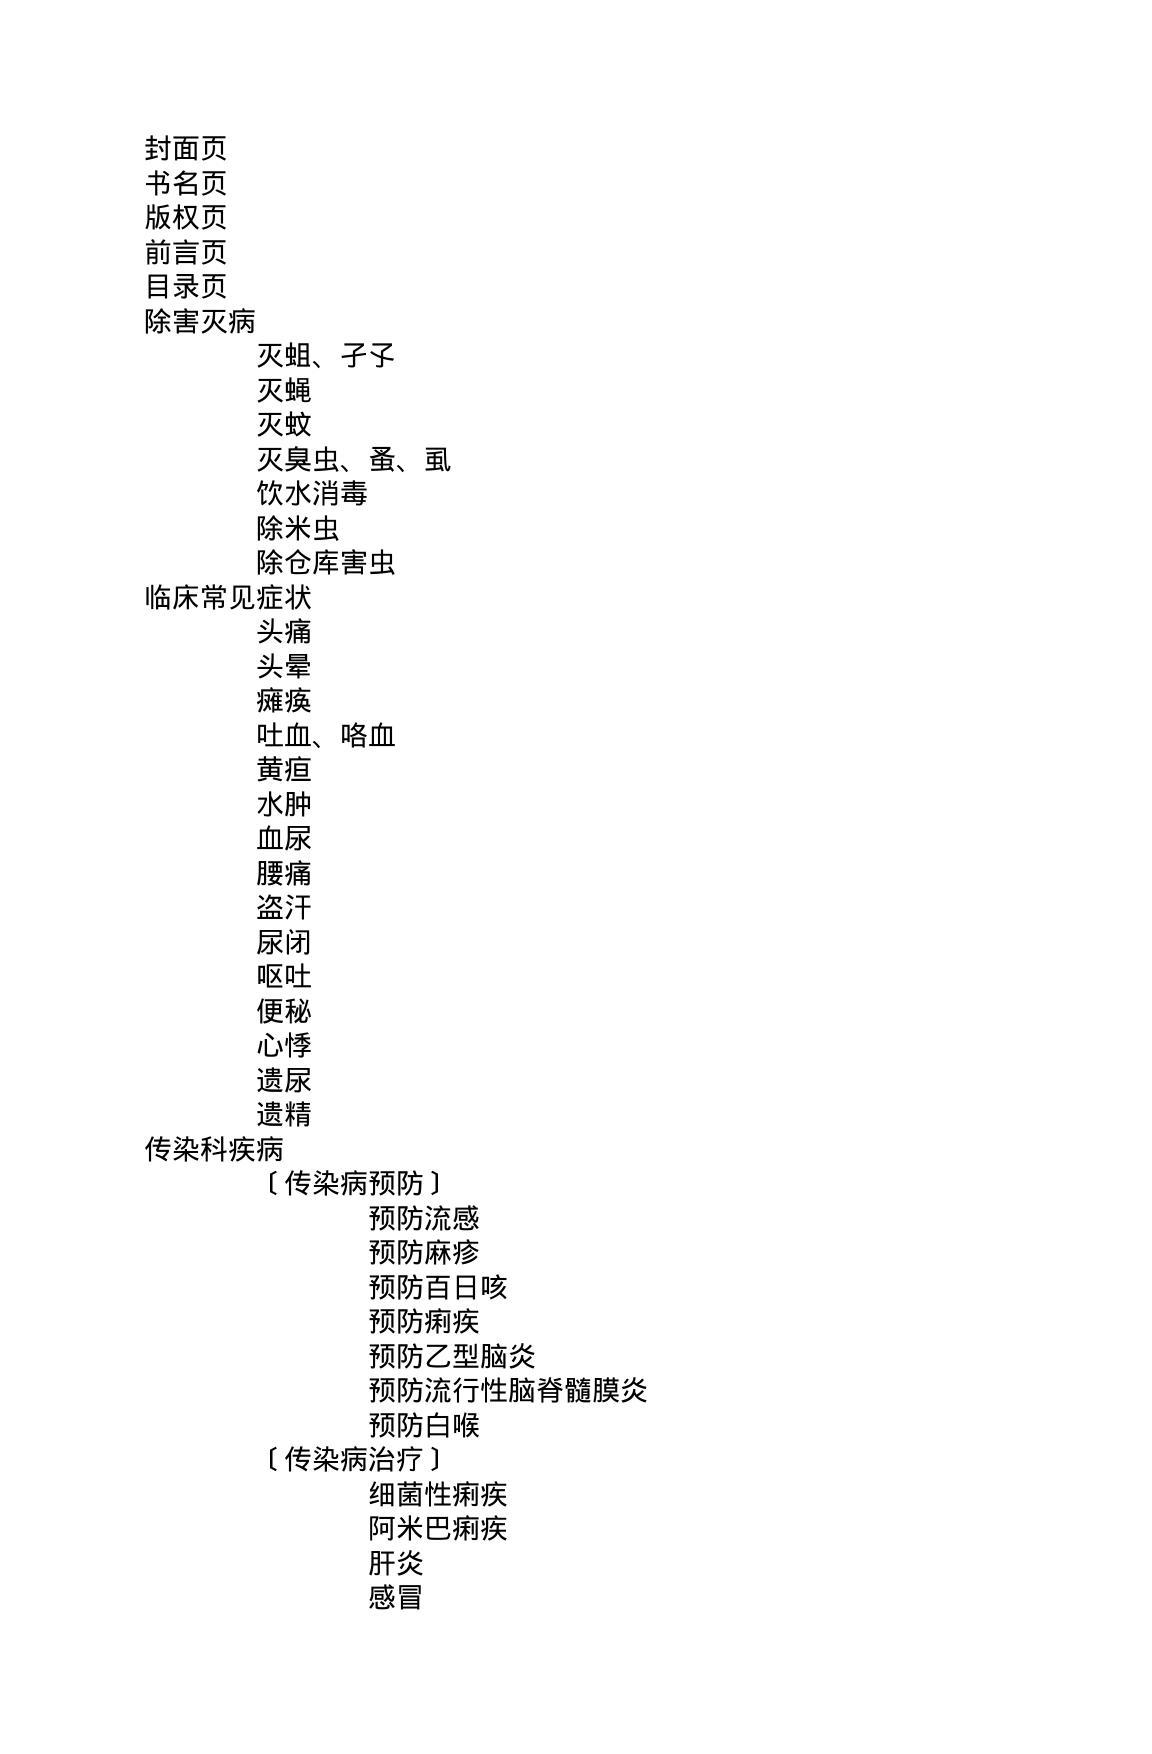 封面页
书名页
版权页
前言页
目录页
除害灭病
灭蛆、孑孓
灭蝇
灭蚊
灭臭虫、蚤、虱
饮水消毒
除米虫
除仓库害虫
临床常见症状
头痛
头晕
瘫痪
吐血、咯血
黄疸
水肿
血尿
腰痛
盗汗
尿闭
呕吐
便秘
心悸
遗尿
遗精
传染科疾病
〔传染病预防〕
预防流感
预防麻疹
预防百日咳
预防痢疾
预防乙型脑炎
预防流行性脑脊髓膜炎
预防白喉
〔传染病治疗〕
细菌性痢疾
阿米巴痢疾
肝炎
感冒